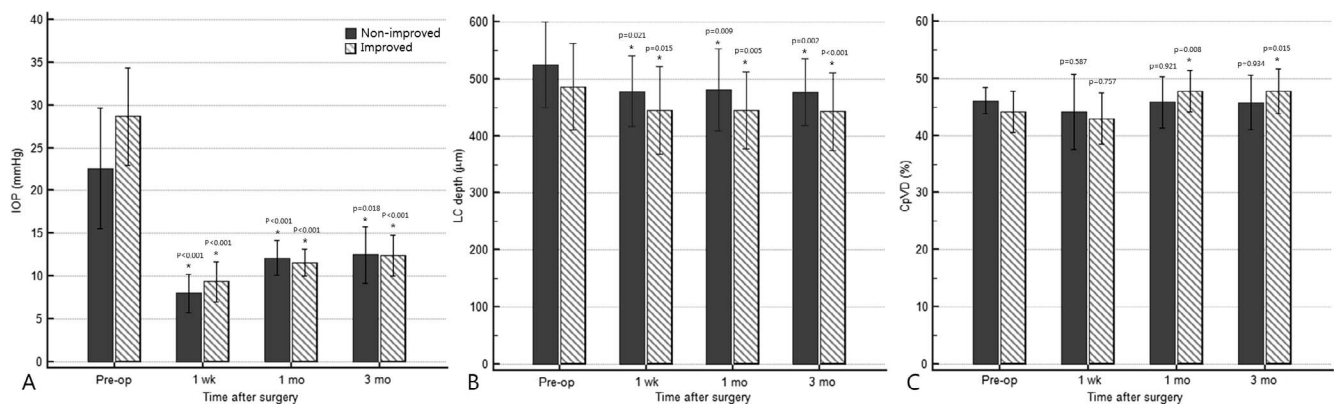 40
35
30
25
20
15
10
5
0
IOP (mmHg)
Non-improved
Improved
P<0.001
*
P<0.001
*
P<0.001
*
P<0.001
*
p=0.018
*
P<0.001
*
Pre-op
1 wk
1 mo
3 mo
Time after surgery
A
600
500
400
300
200
100
0
LC depth (μm)
p=0.021
*
p=0.015
*
p=0.009
*
p=0.005
*
p=0.002
*
p<0.001
*
Pre-op
1 wk
1 mo
3 mo
Time after surgery
B
60
50
40
30
20
10
0
CpVD (%)
p=0.587
p=0.757
p=0.921
p=0.008
*
p=0.934
p=0.015
*
Pre-op
1 wk
1 mo
3 mo
Time after surgery
C